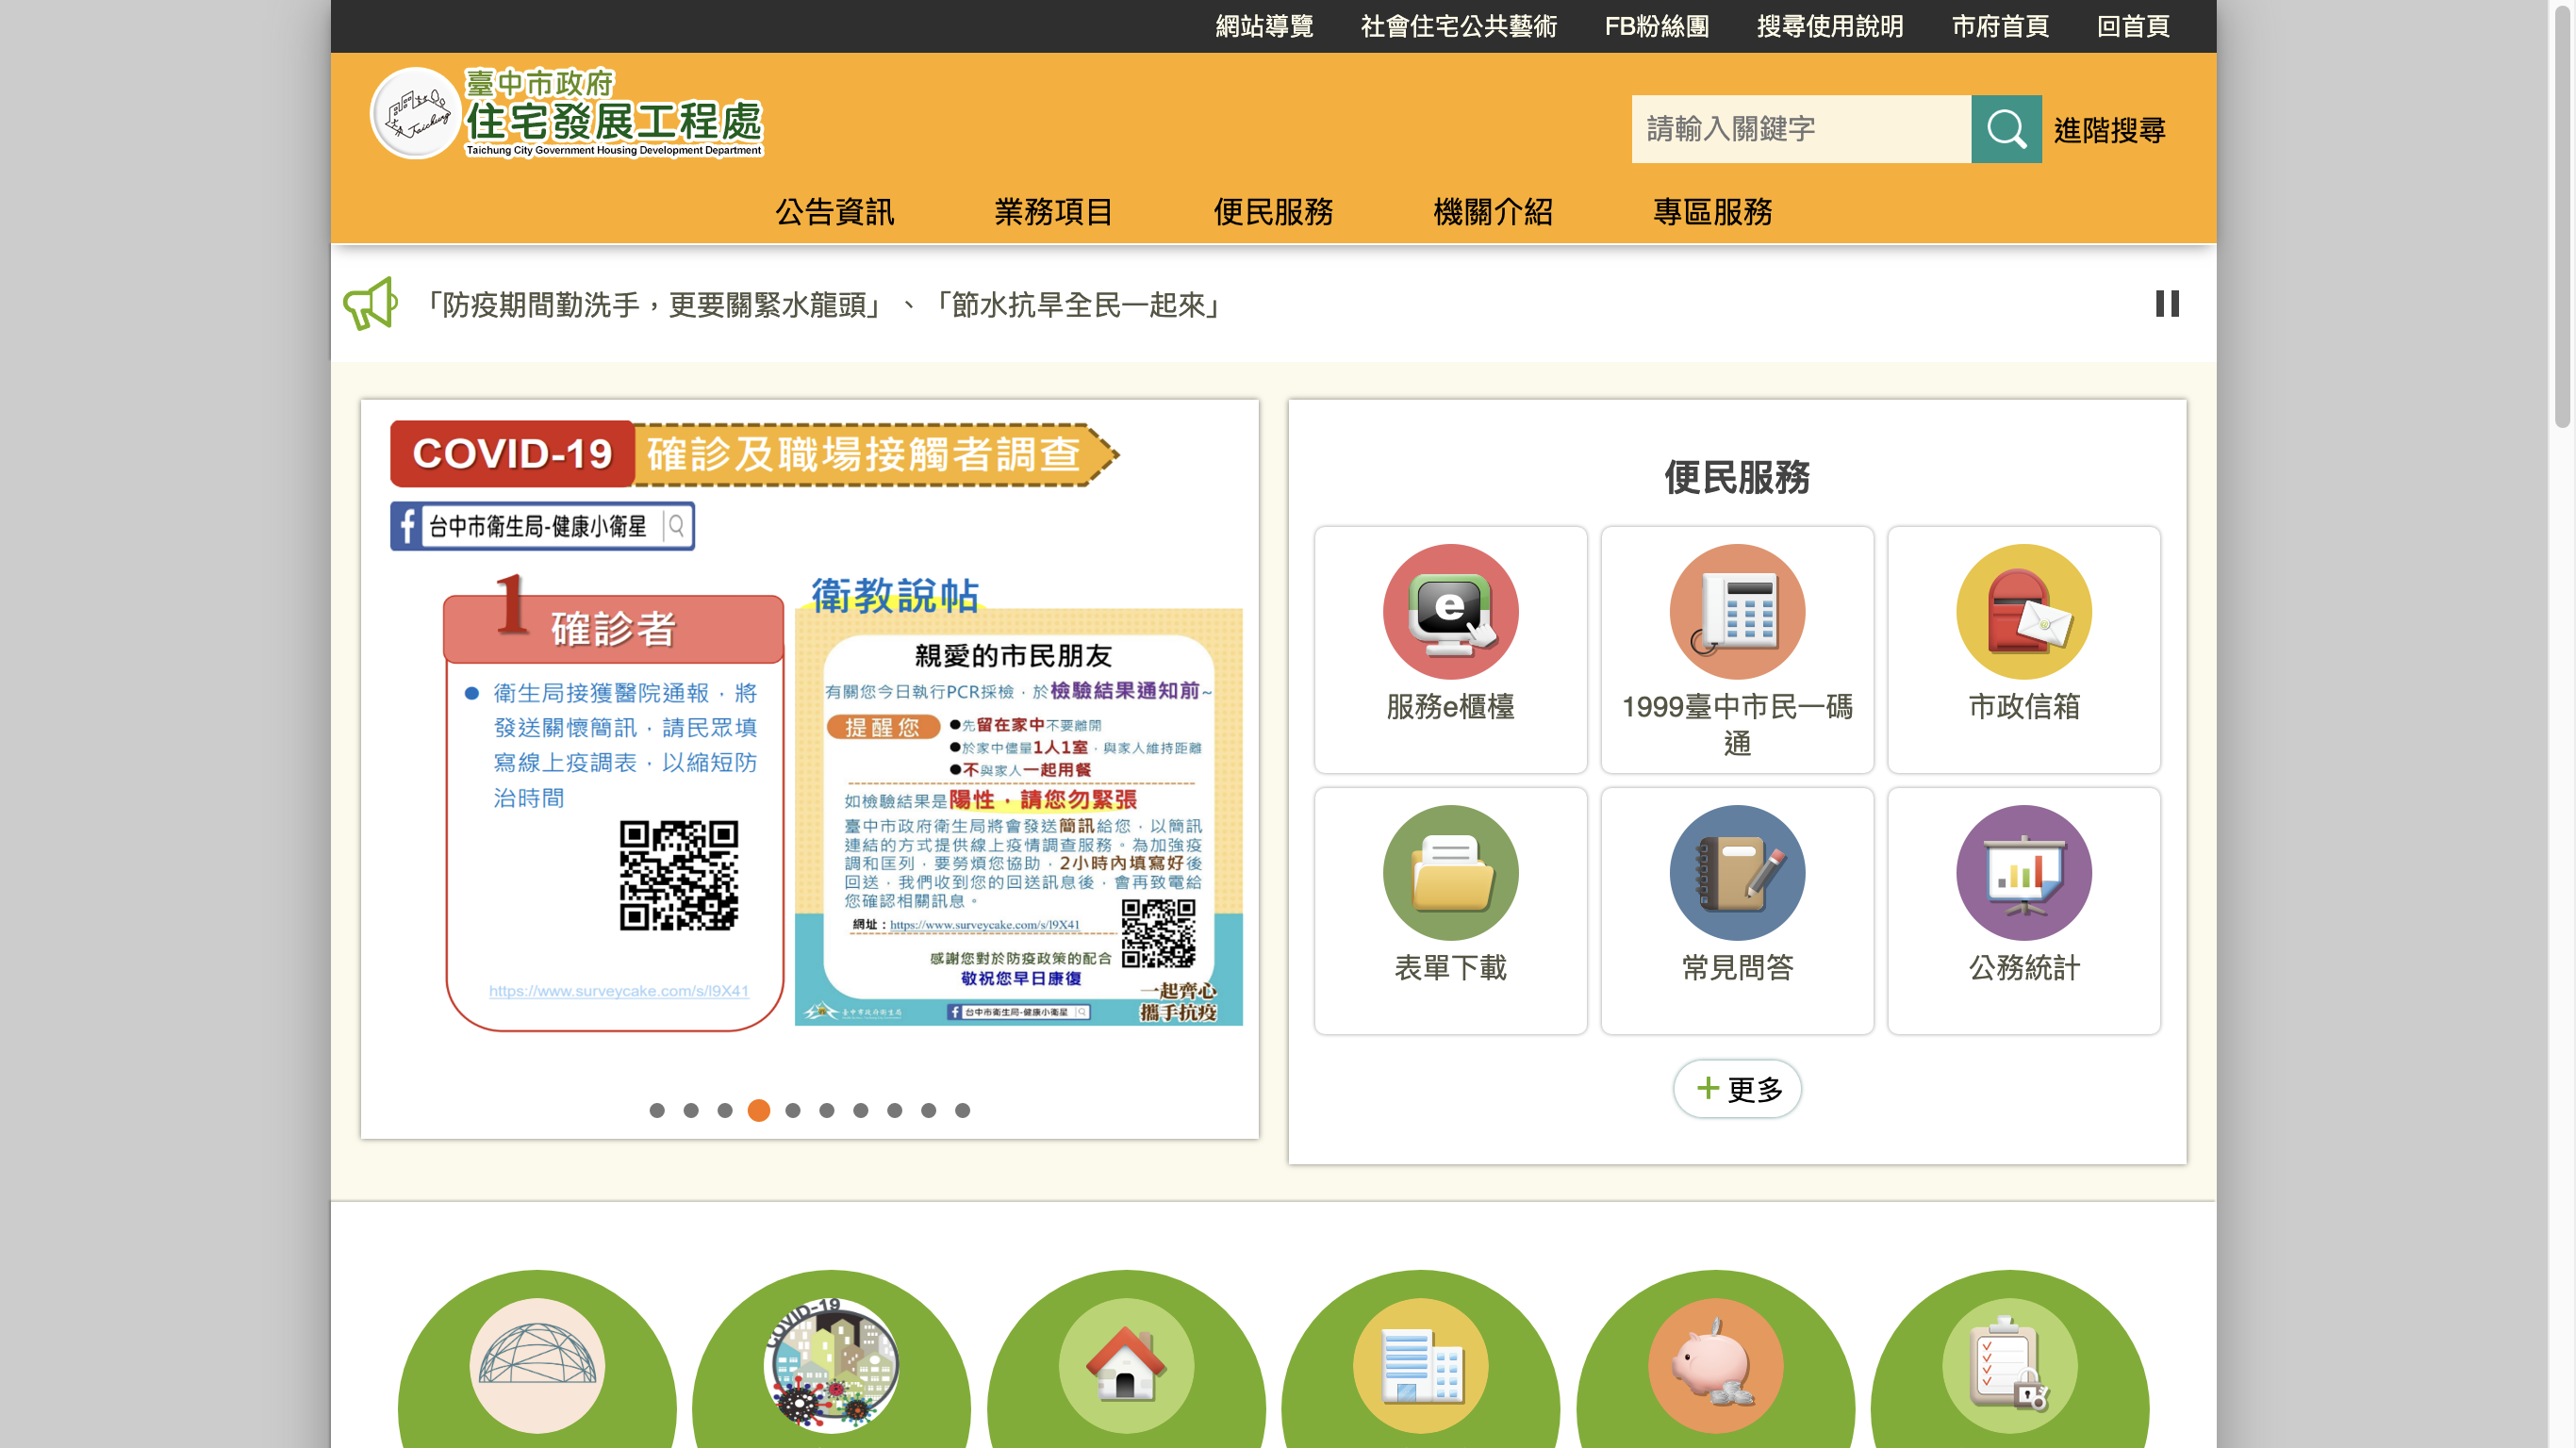 網站導覽 社會住宅公共藝術 FB粉絲團 搜尋使用說明 市府首頁 回首頁
臺中市政府
住宅發展工程處
Taichung City Government Housing Development Department
Taichung
請輸入關鍵字
進階搜尋
公告資訊 業務項目 便民服務 機關介紹 專區服務
「防疫期間勤洗手，更要關緊水龍頭」、「節水抗旱全民一起來」
COVID-19 確診及職場接觸者調查
台中市衛生局-健康小衛星
1 確診者
衛生局接獲醫院通報，將
發送關懷簡訊，請民眾填
寫線上疫調表，以縮短防
治時間
https://www.surveycake.com/s/l9X41
衛教說帖
親愛的市民朋友
有關您今日執行PCR採檢，於檢驗結果通知前~
提醒您
●先留在家中不要離開
●於家中儘量1人1室，與家人維持距離
●不與家人一起用餐
如檢驗結果是陽性，請您勿緊張
臺中市政府衛生局將會發送簡訊給您，以簡訊
連結的方式提供線上疫情調查服務。為加強疫
調和匡列，要勞煩您協助，2小時內填寫好後
回送，我們收到您的回送訊息後，會再致電給
您確認相關訊息。
網址：https://www.surveycake.com/s/l9X41
感謝您對於防疫政策的配合
敬祝您早日康復
一起齊心
攜手抗疫
臺中市政府衛生局
台中市衛生局-健康小衛星
便民服務
e
服務e櫃檯
1999臺中市民一碼
通
市政信箱
表單下載
常見問答
公務統計
更多
COVID-19